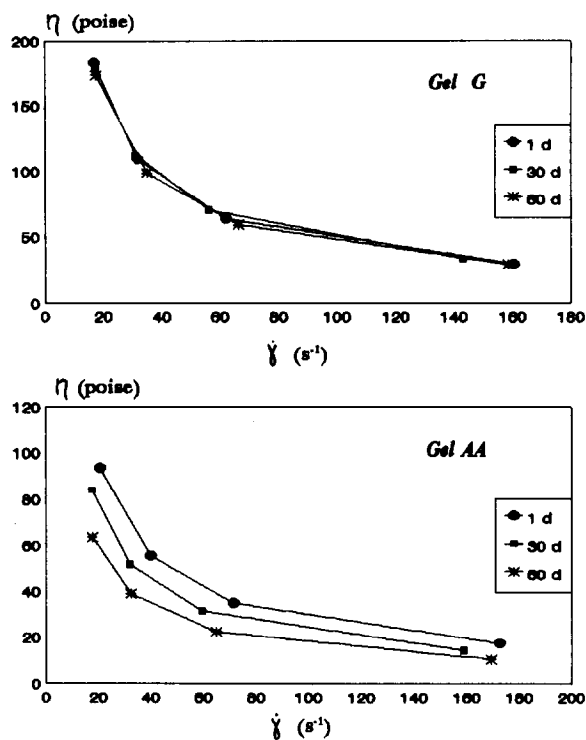 η (poise)
200
150
100
50
0
Gel G
1 d
30 d
60 d
0 20 40 60 80 100 120 140 160 180
γ̇ (s⁻¹)
η (poise)
120
100
80
60
40
20
0
Gel AA
1 d
30 d
60 d
0 20 40 60 80 100 120 140 160 180 200
γ̇ (s⁻¹)